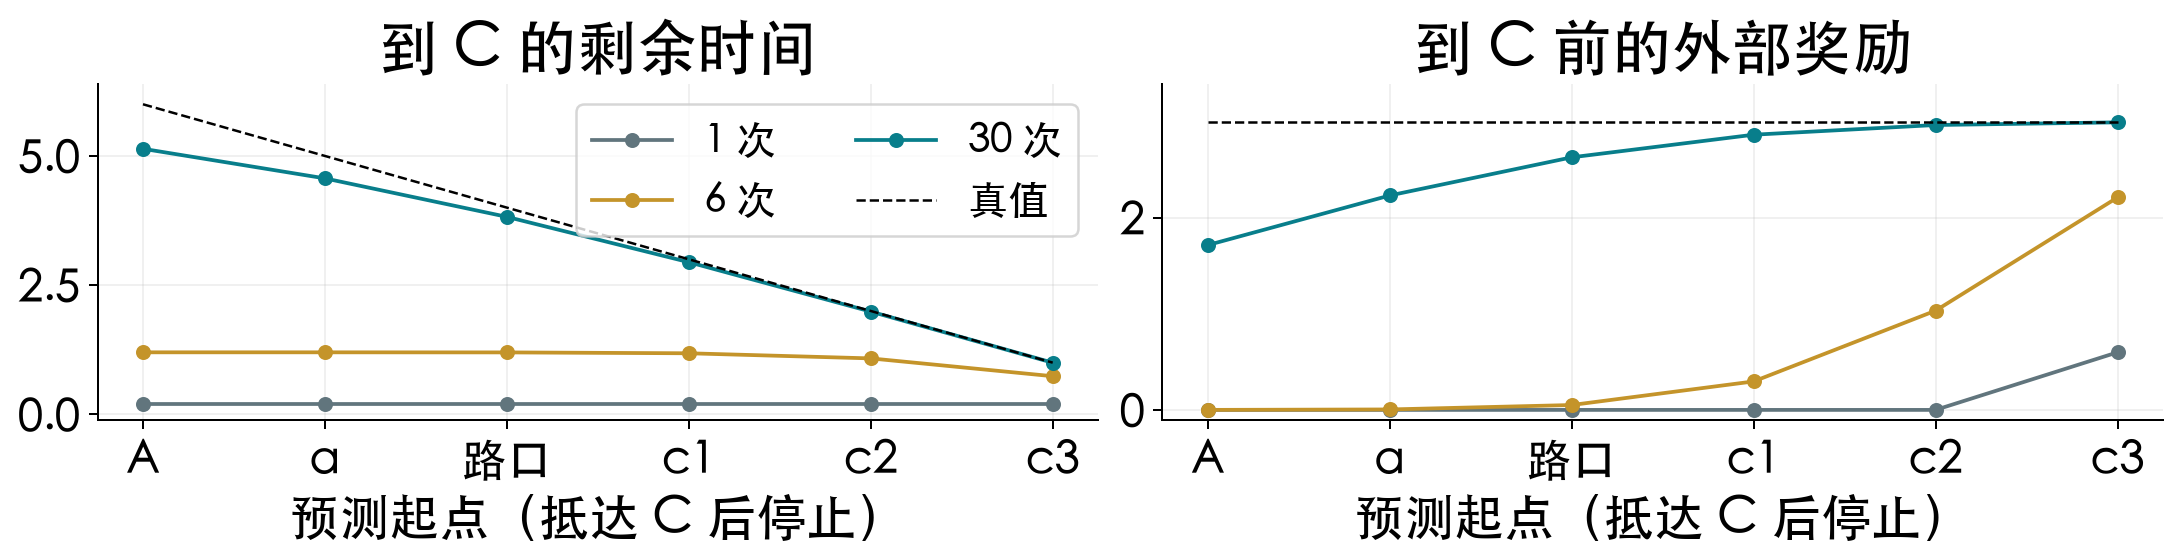 到 C 的剩余时间
5.0
2.5
0.0
1 次
6 次
30 次
真值
A a 路口 c1 c2 c3
预测起点（抵达 C 后停止）
到 C 前的外部奖励
2
0
A a 路口 c1 c2 c3
预测起点（抵达 C 后停止）